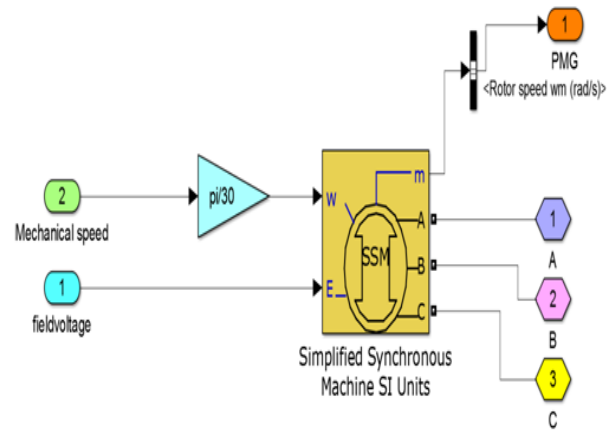 1
PMG
<Rotor speed wm (rad/s)>
2
Mechanical speed
pi/30
w
m
A
SSM
B
E
C
1
fieldvoltage
Simplified Synchronous
Machine SI Units
1
A
2
B
3
C